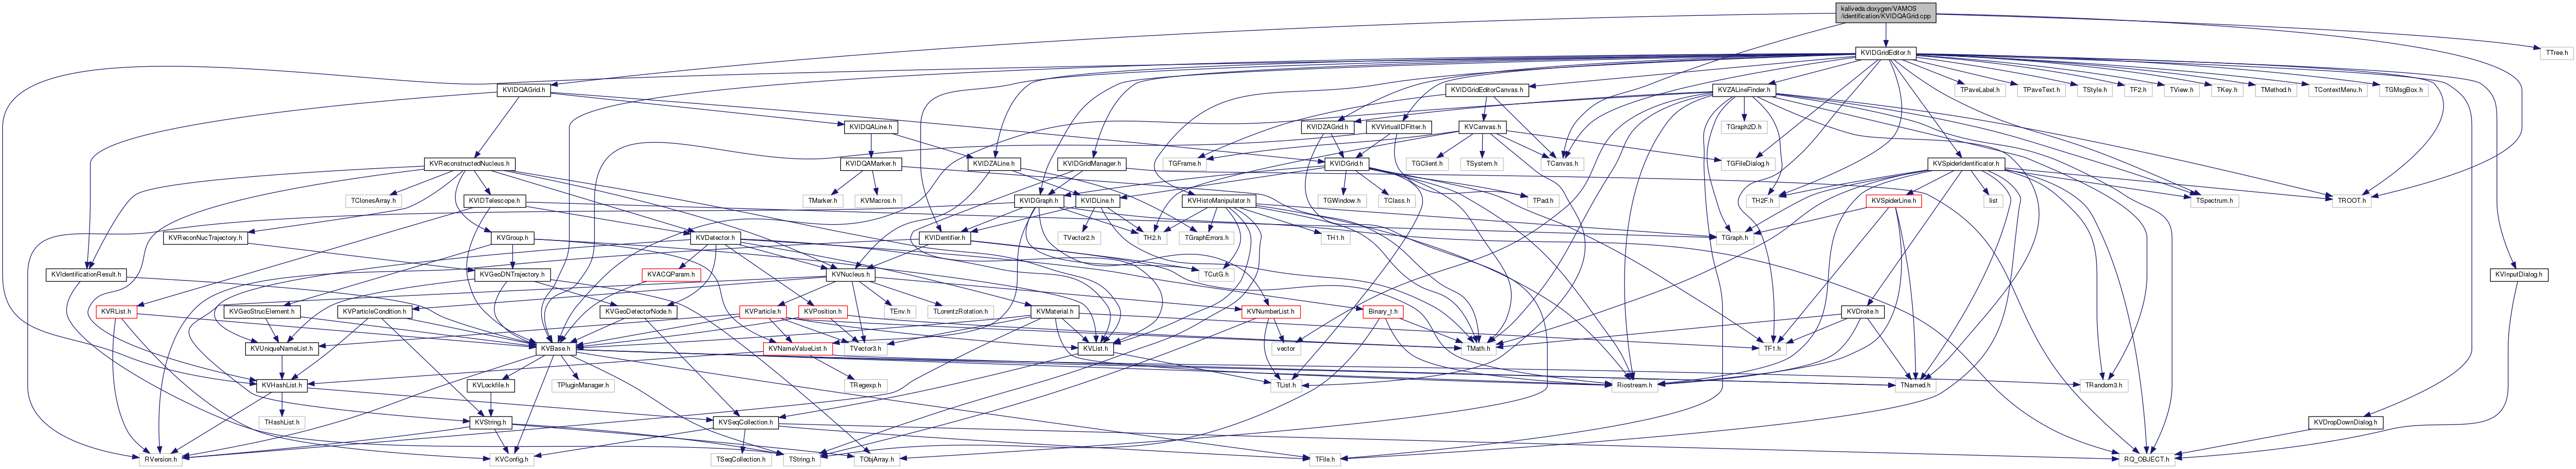 kaliveda.doxygen/VAMOS
/identification/KVIDQAGrid.cpp
KVIDGridEditor.h
TTree.h
KVIDQAGrid.h
KVIDGridEditorCanvas.h
KVZALineFinder.h
TPaveLabel.h
TPaveText.h
TStyle.h
TF2.h
TView.h
TKey.h
TMethod.h
TContextMenu.h
TGMsgBox.h
KVIDQALine.h
KVIDZAGrid.h
KVVirtualIDFitter.h
KVCanvas.h
TGraph2D.h
KVReconstructedNucleus.h
KVIDQAMarker.h
KVIDZALine.h
KVIDGridManager.h
TGFrame.h
KVIDGrid.h
TGClient.h
TSystem.h
TCanvas.h
TGFileDialog.h
KVSpiderIdentificator.h
TClonesArray.h
KVIDTelescope.h
TMarker.h
KVMacros.h
KVIDGraph.h
KVIDLine.h
KVHistoManipulator.h
TGWindow.h
TClass.h
TPad.h
TH2F.h
KVSpiderLine.h
list
TSpectrum.h
TROOT.h
KVReconNucTrajectory.h
KVGroup.h
KVDetector.h
KVIDentifier.h
TVector2.h
TH2.h
TGraphErrors.h
TH1.h
TGraph.h
KVIdentificationResult.h
KVGeoDNTrajectory.h
KVACQParam.h
KVNucleus.h
TCutG.h
KVInputDialog.h
KVRList.h
KVGeoStrucElement.h
KVParticleCondition.h
KVGeoDetectorNode.h
KVParticle.h
KVPosition.h
TEnv.h
TLorentzRotation.h
KVMaterial.h
KVNumberList.h
Binary_t.h
KVDroite.h
KVUniqueNameList.h
KVBase.h
KVNameValueList.h
TVector3.h
KVList.h
vector
TMath.h
TF1.h
KVHashList.h
KVLockfile.h
TPluginManager.h
TRegexp.h
TList.h
Riostream.h
TNamed.h
TRandom3.h
THashList.h
KVString.h
KVSeqCollection.h
KVDropDownDialog.h
RVersion.h
KVConfig.h
TSeqCollection.h
TString.h
TObjArray.h
TFile.h
RQ_OBJECT.h